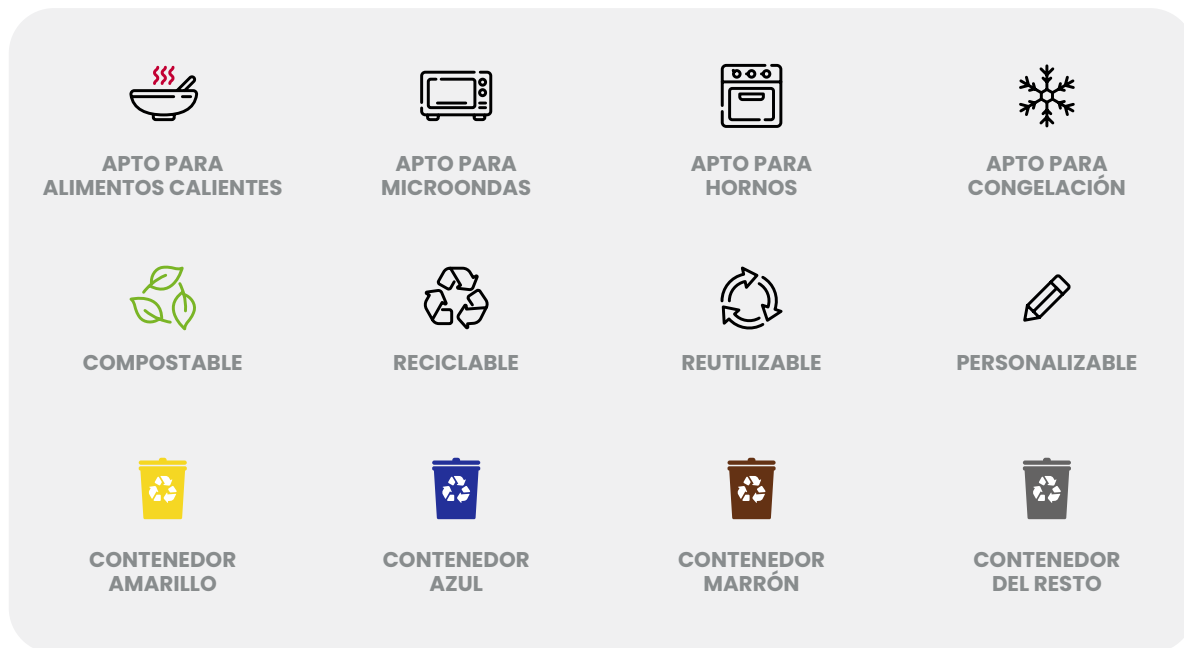 APTO PARA
ALIMENTOS CALIENTES
APTO PARA
MICROONDAS
APTO PARA
HORNOS
APTO PARA
CONGELACIÓN
COMPOSTABLE
RECICLABLE
REUTILIZABLE
PERSONALIZABLE
CONTENEDOR
AMARILLO
CONTENEDOR
AZUL
CONTENEDOR
MARRÓN
CONTENEDOR
DEL RESTO